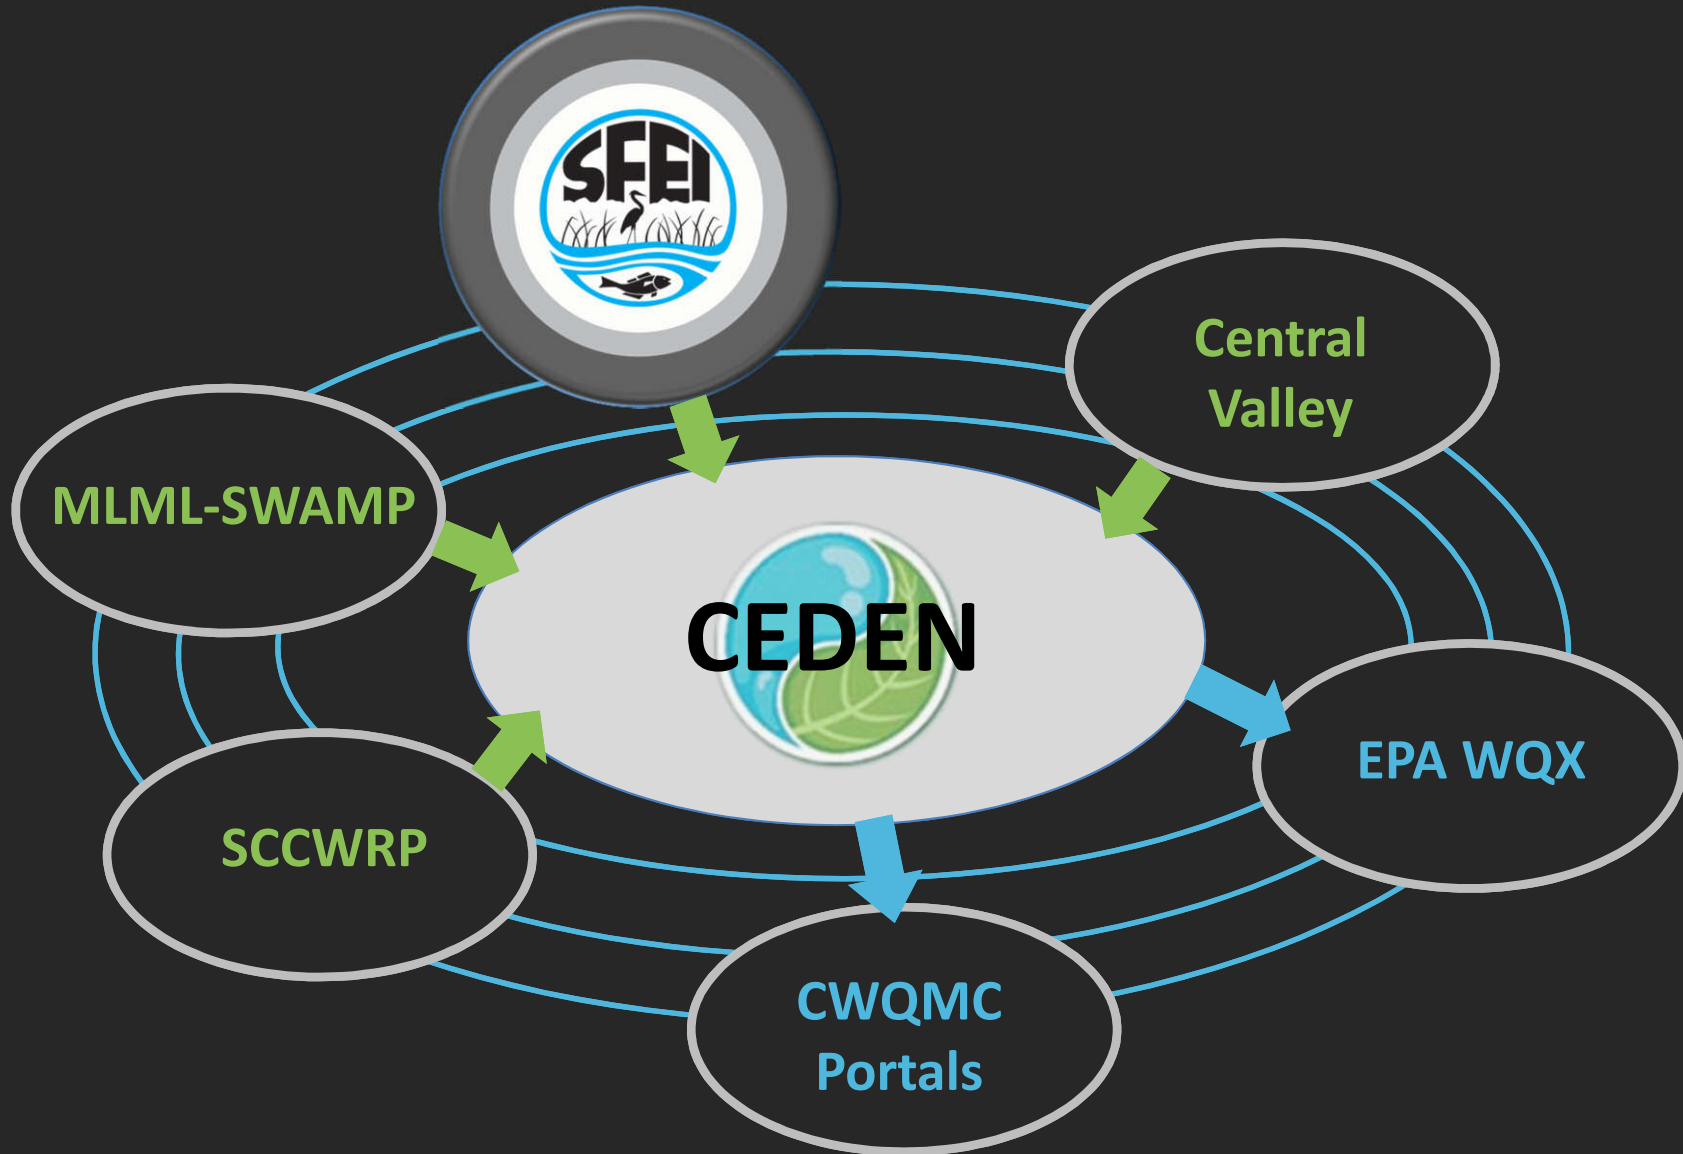 SFEI
Central
Valley
MLML-SWAMP
CEDEN
EPA WQX
SCCWRP
CWQMC
Portals